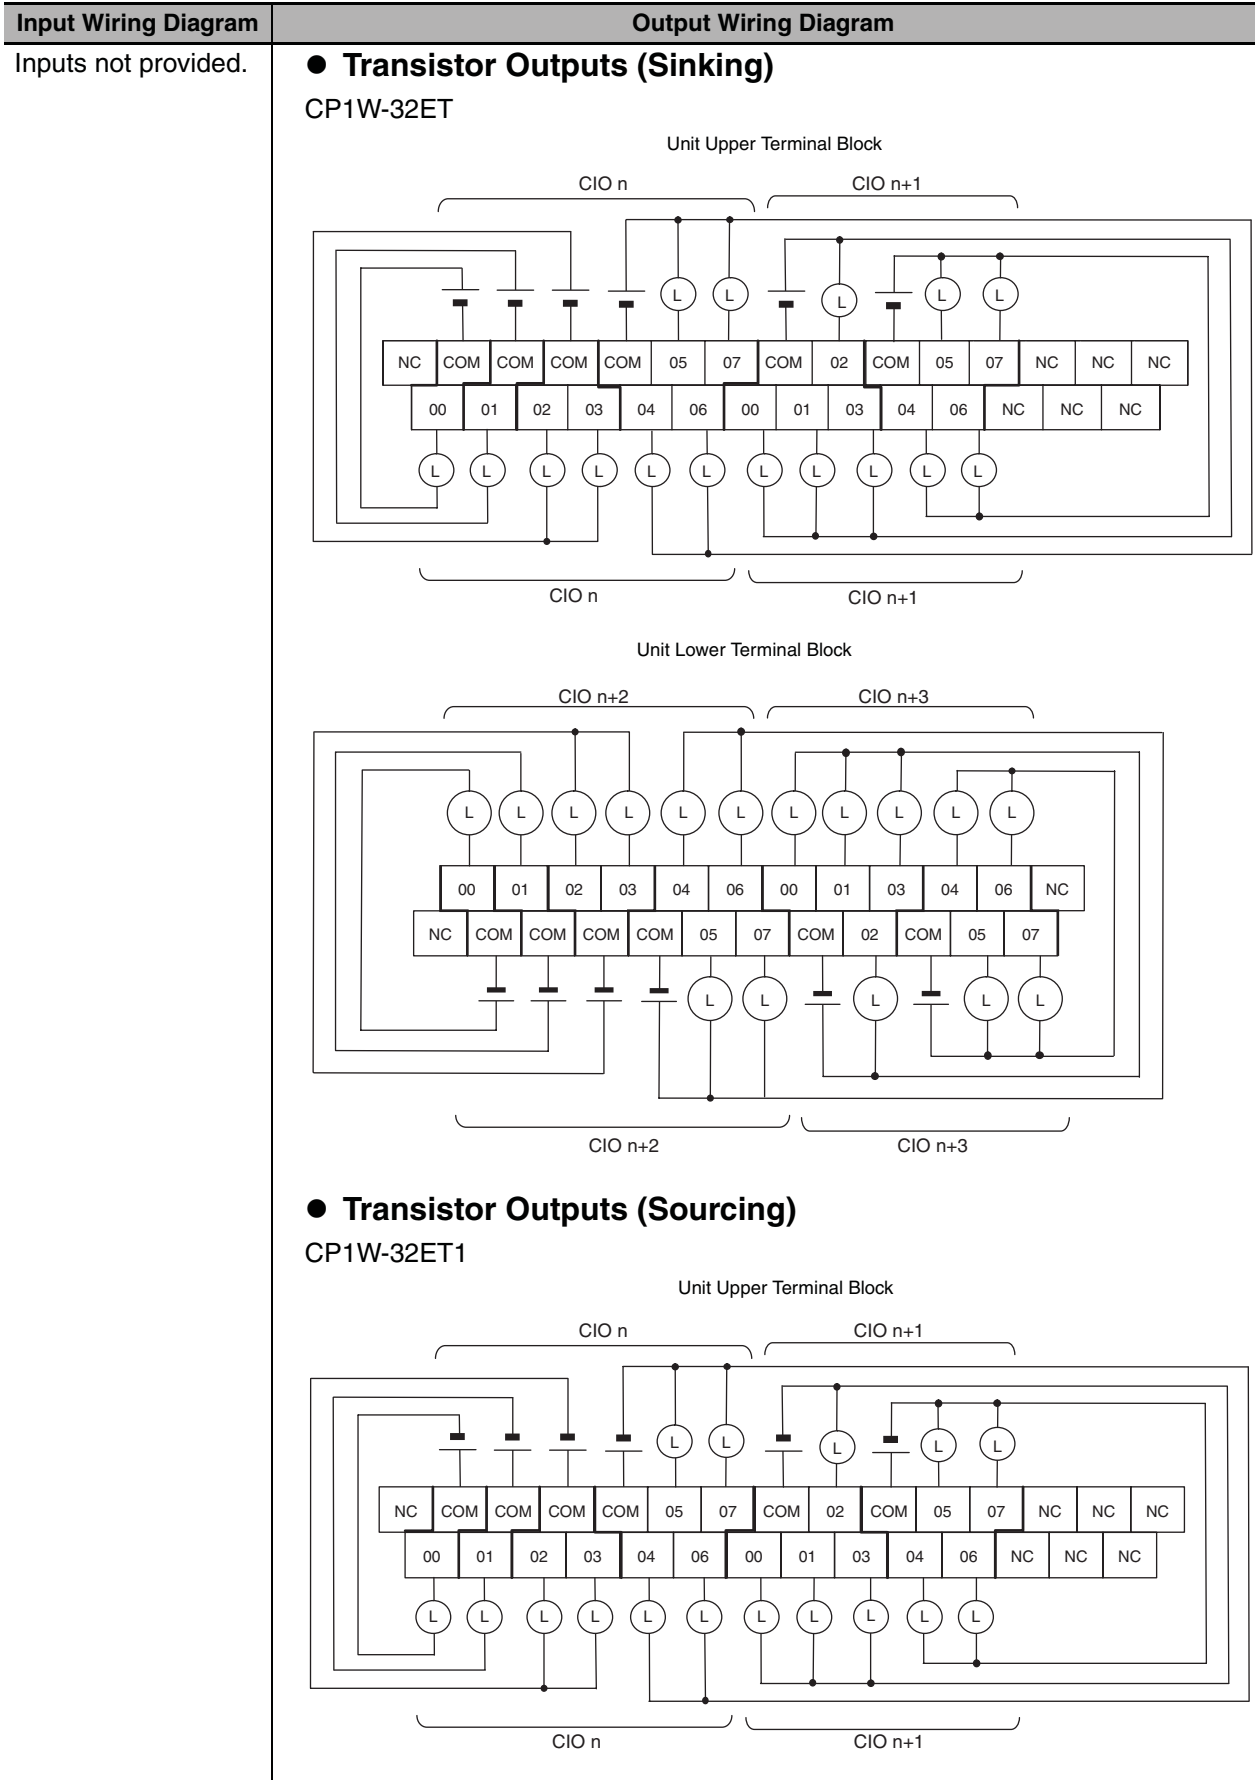 Input Wiring Diagram Output Wiring Diagram
Inputs not provided.
● Transistor Outputs (Sinking)
CP1W-32ET
Unit Upper Terminal Block
CIO n CIO n+1
L L L L L
NC COM COM COM COM 05 07 COM 02 COM 05 07 NC NC NC
00 01 02 03 04 06 00 01 03 04 06 NC NC NC
L L L L L L L L L L L
CIO n CIO n+1
Unit Lower Terminal Block
CIO n+2 CIO n+3
L L L L L L L L L L L
00 01 02 03 04 06 00 01 03 04 06 NC
NC COM COM COM COM 05 07 COM 02 COM 05 07
L L L L L
CIO n+2 CIO n+3
● Transistor Outputs (Sourcing)
CP1W-32ET1
Unit Upper Terminal Block
CIO n CIO n+1
L L L L L
NC COM COM COM COM 05 07 COM 02 COM 05 07 NC NC NC
00 01 02 03 04 06 00 01 03 04 06 NC NC NC
L L L L L L L L L L L
CIO n CIO n+1